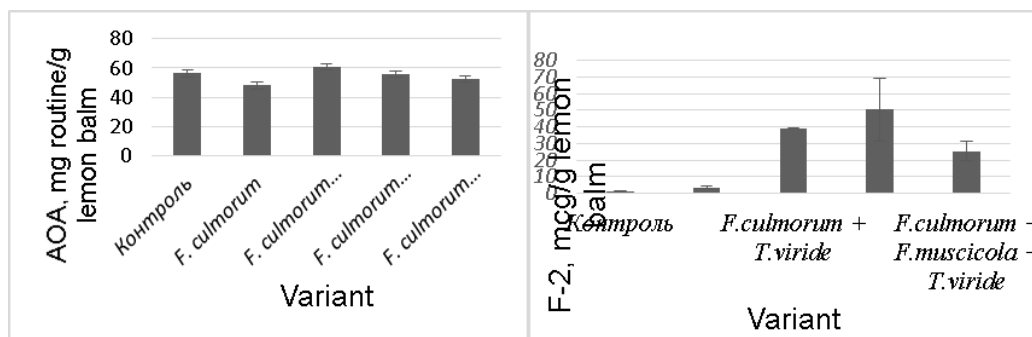 AOA, mg routine/g
lemon balm
80
60
40
20
0
Контроль
F. culmorum
F. culmorum...
F. culmorum...
F. culmorum...
Variant
F-2, mcg/g lemon
balm
80
70
60
50
40
30
20
10
0
Контроль
F.culmorum +
T.viride
F.culmorum +
F.muscicola +
T.viride
Variant